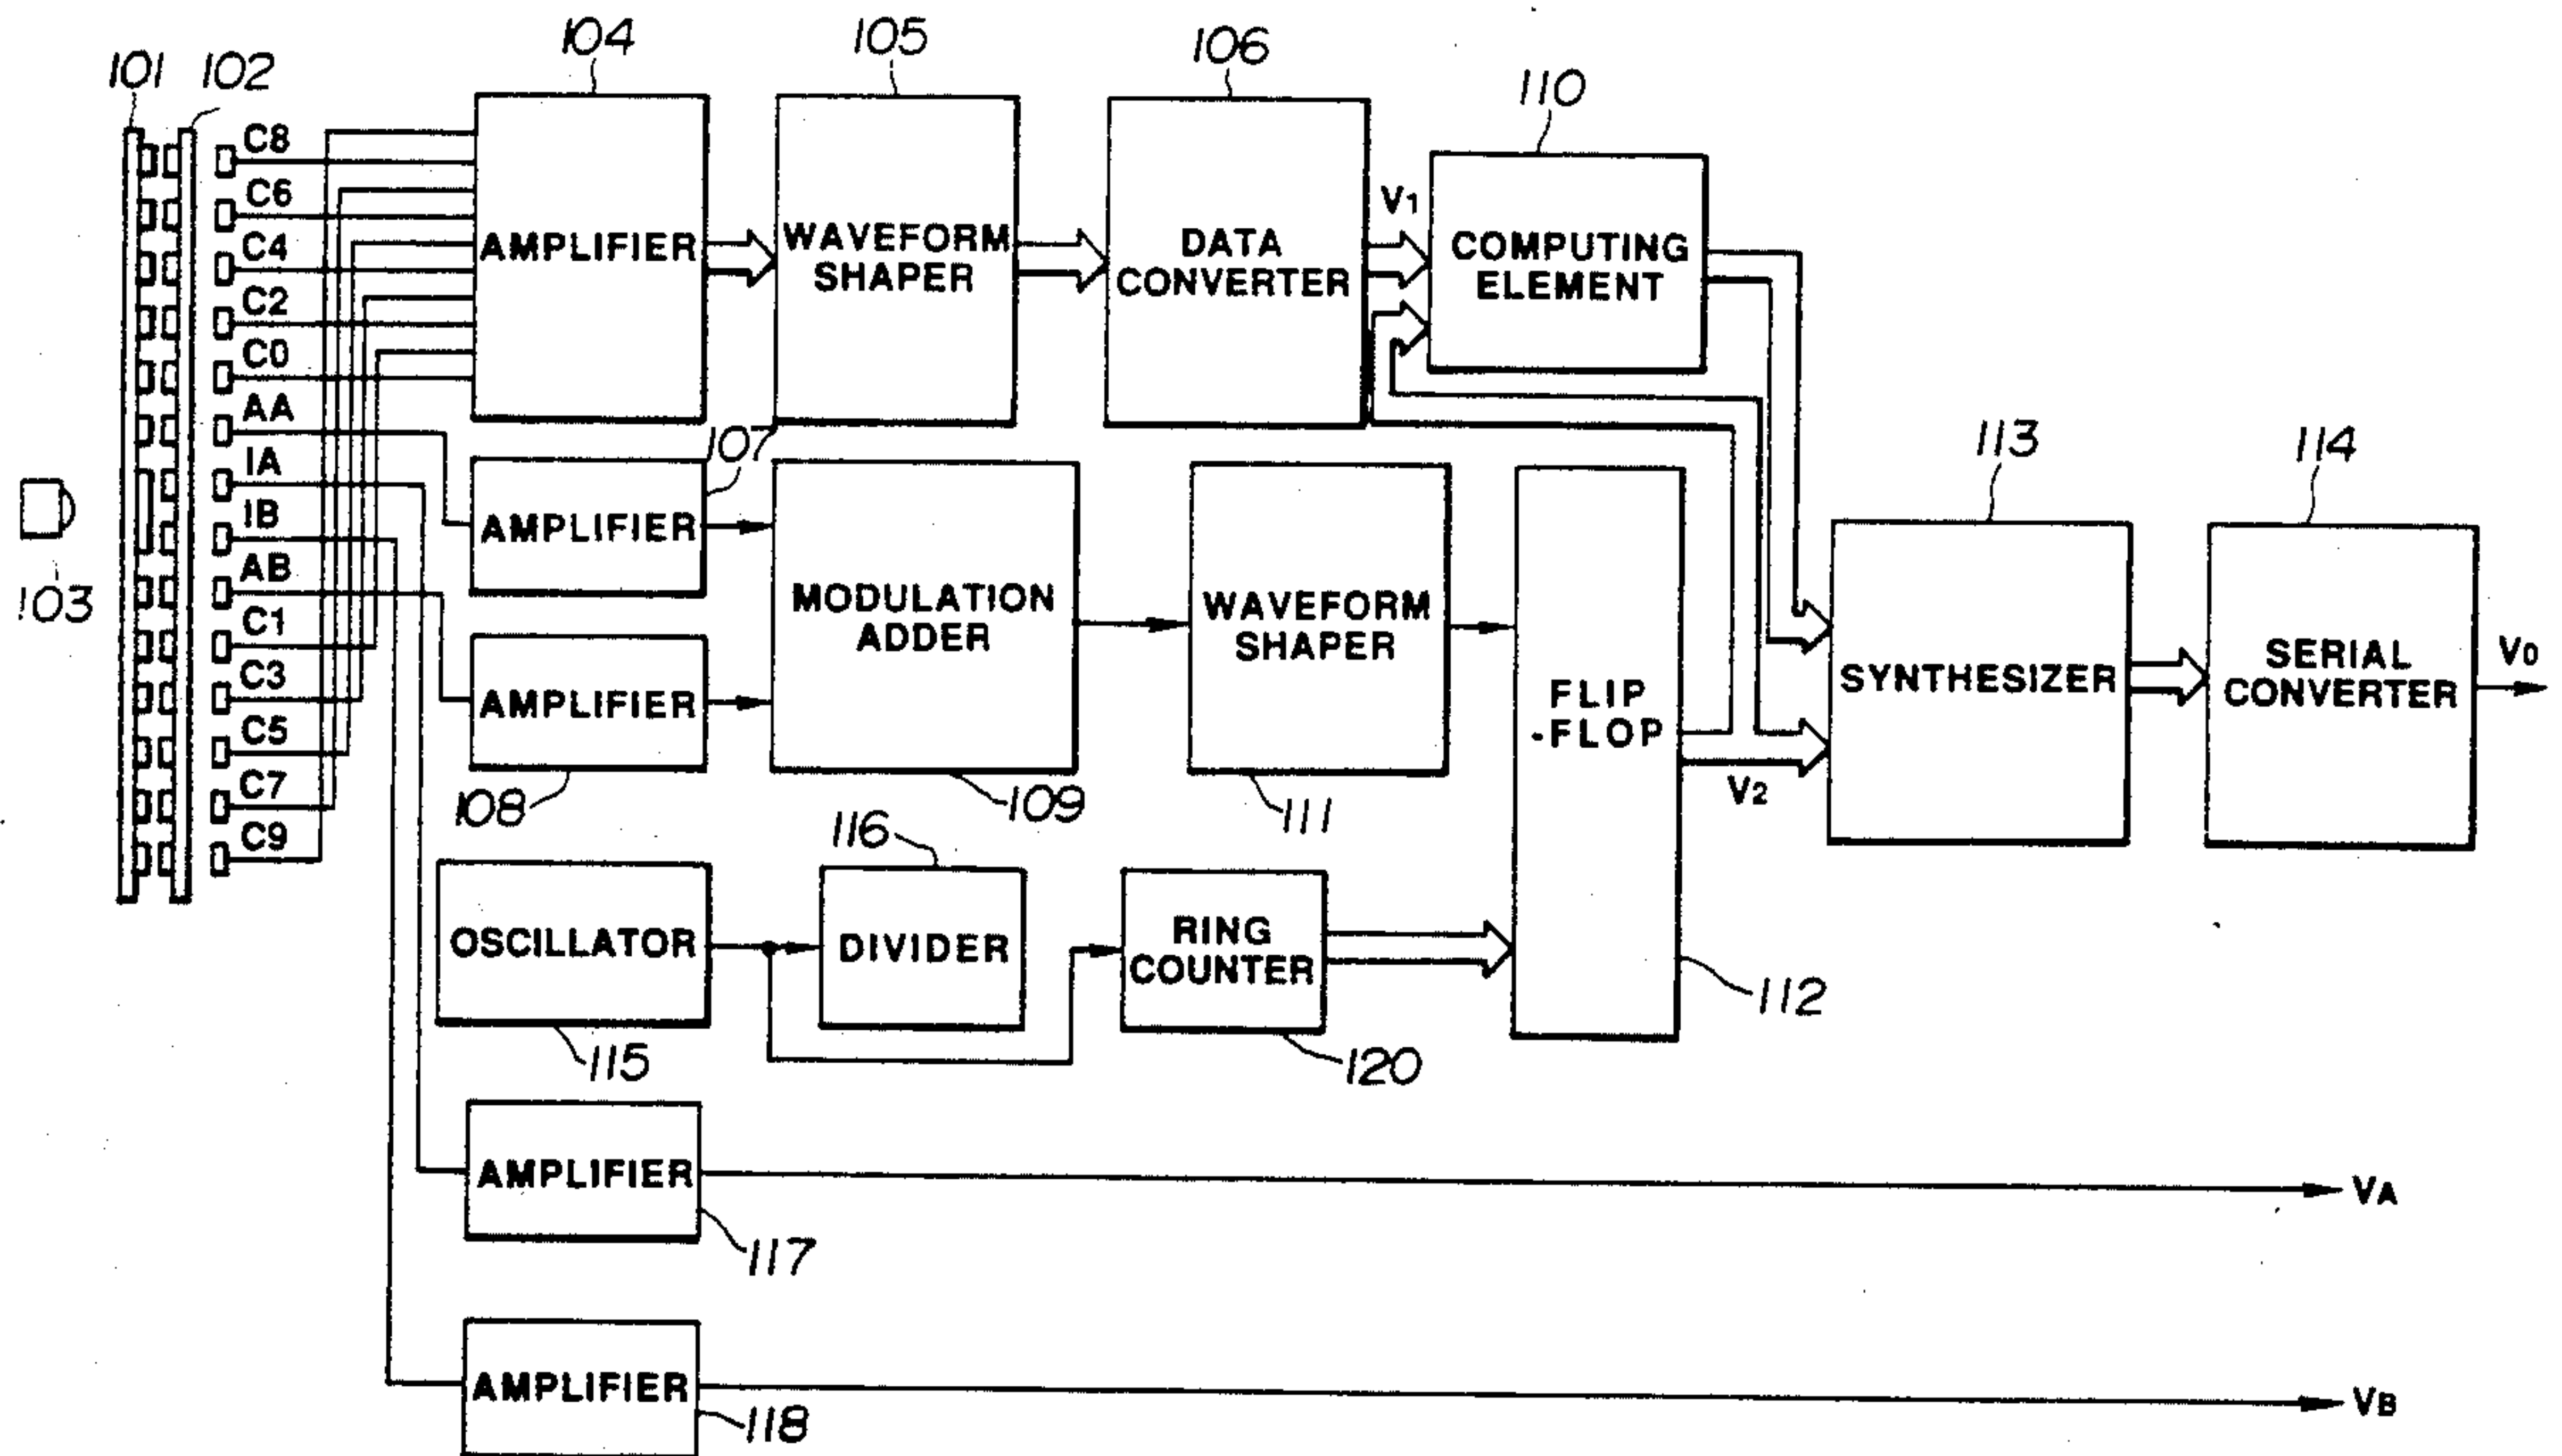 104
105
106
101
102
110
C8
C6
C4
C2
C0
AA
IA
IB
AB
C1
C3
C5
C7
C9
103
AMPLIFIER
WAVEFORM
SHAPER
DATA
CONVERTER
V1
COMPUTING
ELEMENT
107
AMPLIFIER
MODULATION
ADDER
WAVEFORM
SHAPER
113
114
AMPLIFIER
108
109
111
FLIP
-FLOP
V2
SYNTHESIZER
SERIAL
CONVERTER
V0
116
OSCILLATOR
DIVIDER
RING
COUNTER
112
115
120
AMPLIFIER
117
VA
AMPLIFIER
118
VB